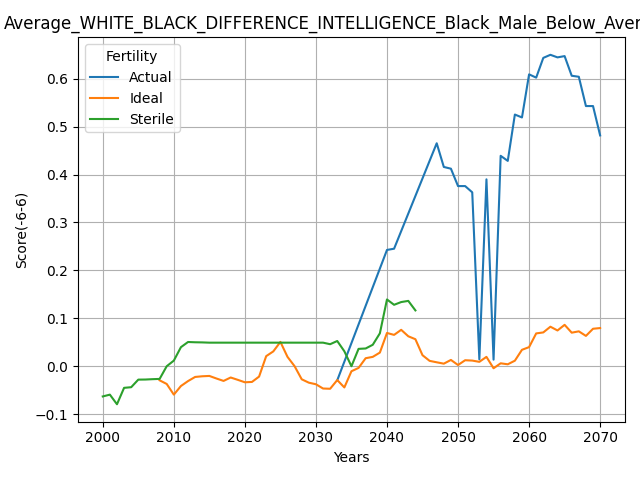 Average_WHITE_BLACK_DIFFERENCE_INTELLIGENCE_Black_Male_Below_Aver
Fertility
Actual
Ideal
Sterile
Score(-6-6)
0.6
0.5
0.4
0.3
0.2
0.1
0.0
−0.1
2000 2010 2020 2030 2040 2050 2060 2070
Years